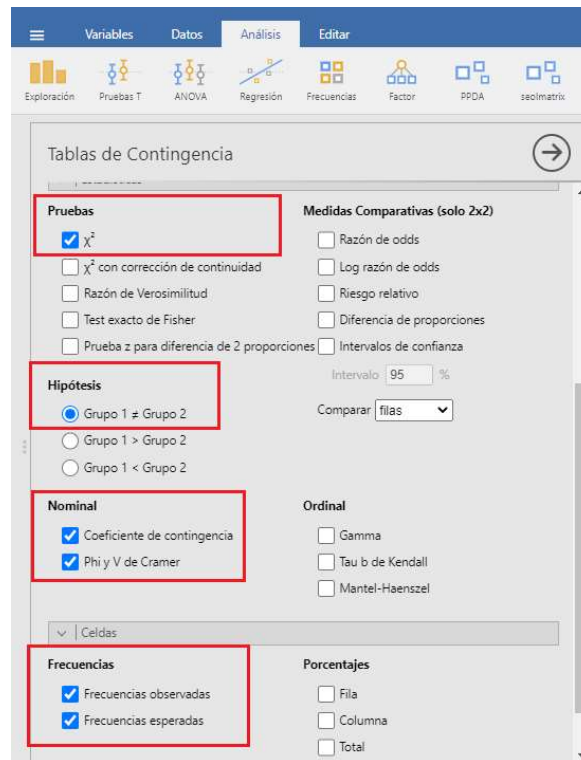 Variables Datos Análisis Editar
Exploración Pruebas T ANOVA Regresión Frecuencias Factor PPDA seolmatrix
Tablas de Contingencia
Pruebas
χ²
χ² con corrección de continuidad
Razón de Verosimilitud
Test exacto de Fisher
Prueba z para diferencia de 2 proporciones
Medidas Comparativas (solo 2x2)
Razón de odds
Log razón de odds
Riesgo relativo
Diferencia de proporciones
Intervalos de confianza
Intervalo 95 %
Comparar filas
Hipótesis
Grupo 1 ≠ Grupo 2
Grupo 1 > Grupo 2
Grupo 1 < Grupo 2
Nominal
Coeficiente de contingencia
Phi y V de Cramer
Ordinal
Gamma
Tau b de Kendall
Mantel-Haenszel
Celdas
Frecuencias
Frecuencias observadas
Frecuencias esperadas
Porcentajes
Fila
Columna
Total